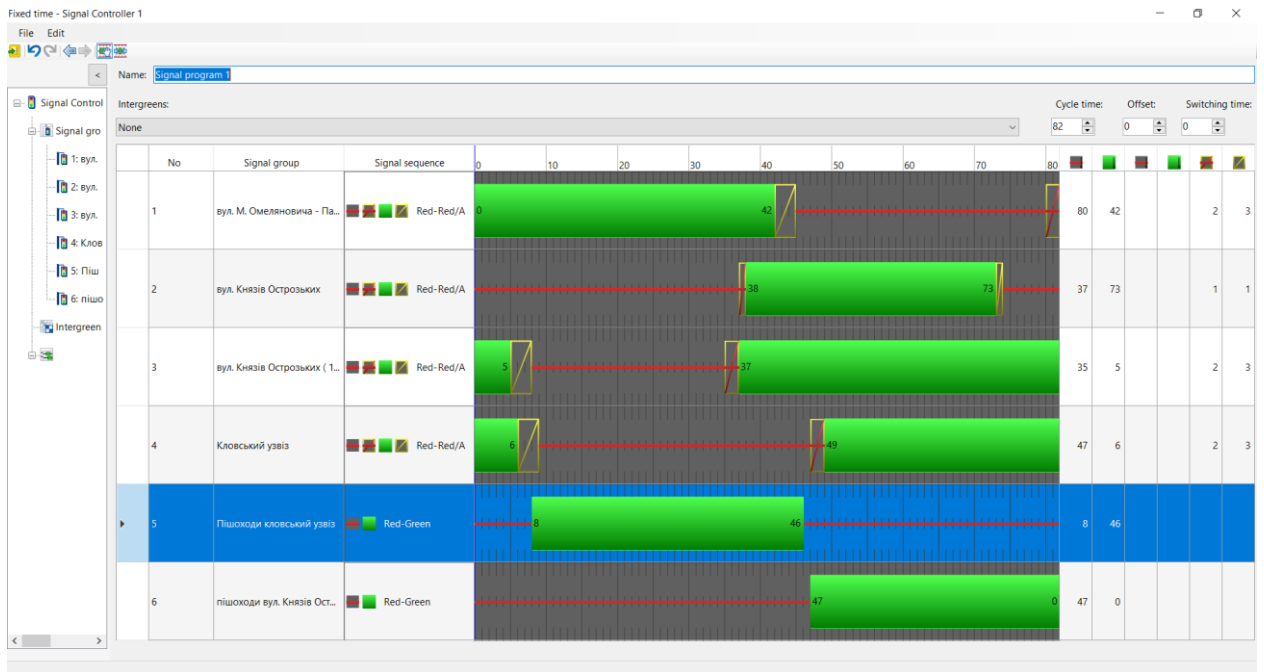 Fixed time - Signal Controller 1
File Edit
< Name: Signal program 1
Signal Control
Signal gro
1: вул.
2: вул.
3: вул.
4: Клов
5: Піш
6: пішо
Intergreen
Intergreens: Cycle time: Offset: Switching time:
None 82 0 0
No Signal group Signal sequence 0 10 20 30 40 50 60 70 80
1 вул. М. Омеляновича - Па... Red-Red/A 0 42 80 42 2 3
2 вул. Князів Острозьких Red-Red/A 38 73 37 73 1 1
3 вул. Князів Острозьких ( 1... Red-Red/A 5 37 35 5 2 3
4 Кловський узвіз Red-Red/A 6 49 47 6 2 3
5 Пішоходи кловський узвіз Red-Green 8 46 8 46
6 пішоходи вул. Князів Ост... Red-Green 47 0 47 0